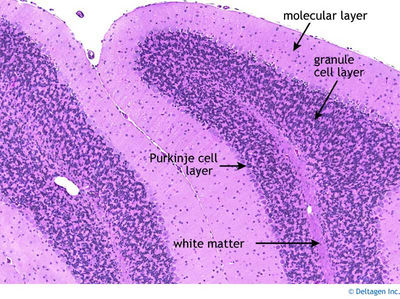 molecular layer
granule
cell layer
Purkinje cell
layer
white matter
© Deltagen Inc.